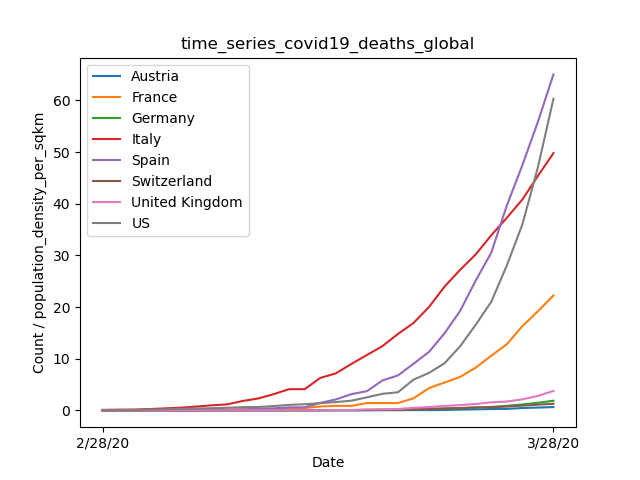 time_series_covid19_deaths_global
Count / population_density_per_sqkm
60
50
40
30
20
10
0
Austria
France
Germany
Italy
Spain
Switzerland
United Kingdom
US
2/28/20
3/28/20
Date